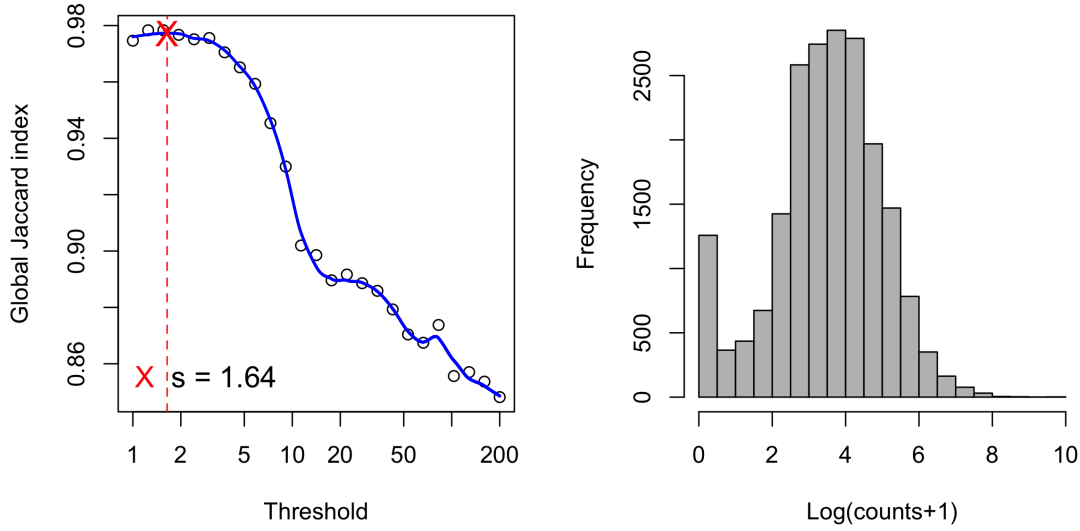 Global Jaccard index
0.98
0.94
0.90
0.86
X s = 1.64
1 2 5 10 20 50 200
Threshold
Frequency
2500
1500
500
0
0 2 4 6 8 10
Log(counts+1)